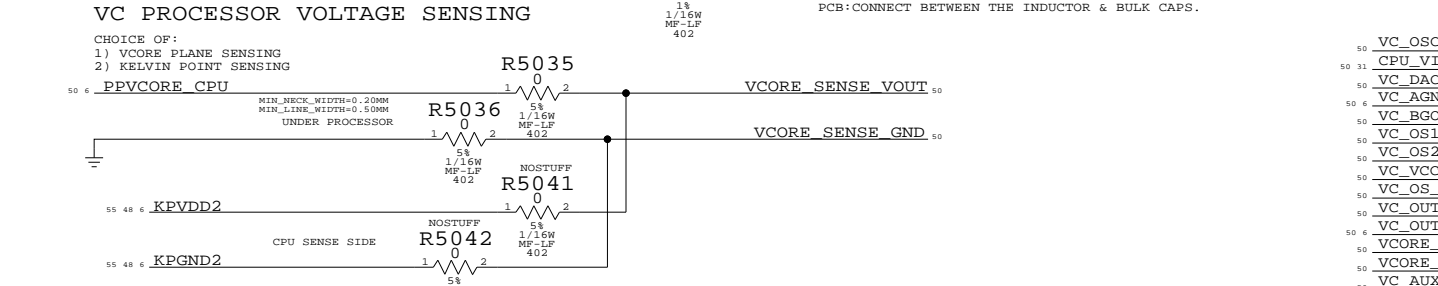 VC PROCESSOR VOLTAGE SENSING
1%
1/16W
MF-LF
402
PCB:CONNECT BETWEEN THE INDUCTOR & BULK CAPS.
CHOICE OF:
1) VCORE PLANE SENSING
2) KELVIN POINT SENSING
50 6 PPVCORE_CPU
MIN_NECK_WIDTH=0.20MM
MIN_LINE_WIDTH=0.50MM
UNDER PROCESSOR
R5035
0
1 2
5%
1/16W
MF-LF
402
VCORE_SENSE_VOUT 50
R5036
0
1 2
5%
1/16W
MF-LF
402
VCORE_SENSE_GND 50
NOSTUFF
R5041
0
1 2
5%
1/16W
MF-LF
402
55 48 6 KPVDD2
NOSTUFF
R5042
0
1 2
5%
CPU SENSE SIDE
55 48 6 KPGND2
50 VC_OSC
50 31 CPU_VI
50 VC_DAC
50 6 VC_AGN
50 VC_BGO
50 VC_OS1
50 VC_OS2
50 VC_VCC
50 VC_OS_
50 VC_OUT
50 6 VC_OUT
50 VCORE_
50 VCORE_
50 VC_AUX